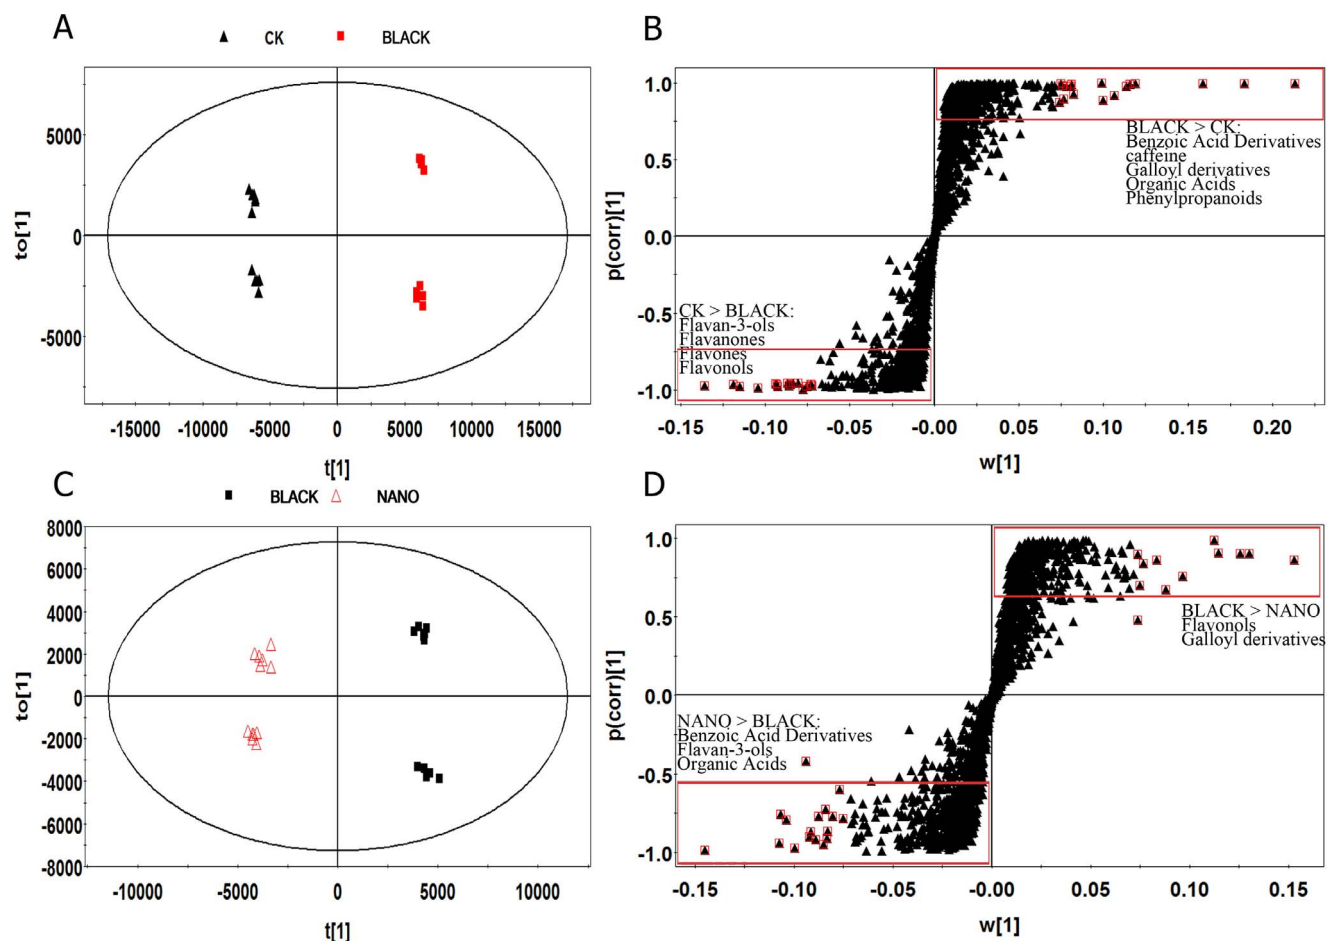 A
CK
BLACK
to[1]
5000
0
-5000
-15000
-10000
-5000
0
5000
10000
15000
t[1]
B
p(corr)[1]
1.0
0.5
0.0
-0.5
-1.0
BLACK > CK:
Benzoic Acid Derivatives
caffeine
Galloyl derivatives
Organic Acids
Phenylpropanoids
CK > BLACK:
Flavan-3-ols
Flavanones
Flavones
Flavonols
-0.15
-0.10
-0.05
-0.00
0.05
0.10
0.15
0.20
w[1]
C
BLACK
NANO
to[1]
8000
6000
4000
2000
0
-2000
-4000
-6000
-8000
-10000
-5000
0
5000
10000
t[1]
D
p(corr)[1]
1.0
0.5
0.0
-0.5
-1.0
BLACK > NANO
Flavonols
Galloyl derivatives
NANO > BLACK:
Benzoic Acid Derivatives
Flavan-3-ols
Organic Acids
-0.15
-0.10
-0.05
-0.00
0.05
0.10
0.15
w[1]